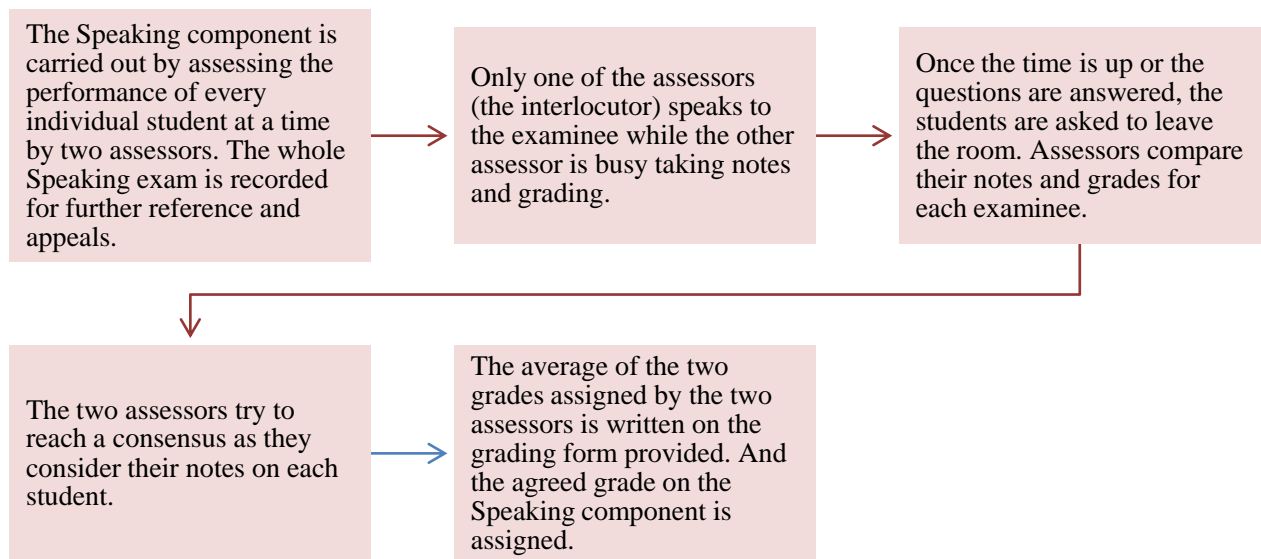 The Speaking component is
carried out by assessing the
performance of every
individual student at a time
by two assessors. The whole
Speaking exam is recorded
for further reference and
appeals.
Only one of the assessors
(the interlocutor) speaks to
the examinee while the other
assessor is busy taking notes
and grading.
Once the time is up or the
questions are answered, the
students are asked to leave
the room. Assessors compare
their notes and grades for
each examinee.
The two assessors try to
reach a consensus as they
consider their notes on each
student.
The average of the two
grades assigned by the two
assessors is written on the
grading form provided. And
the agreed grade on the
Speaking component is
assigned.